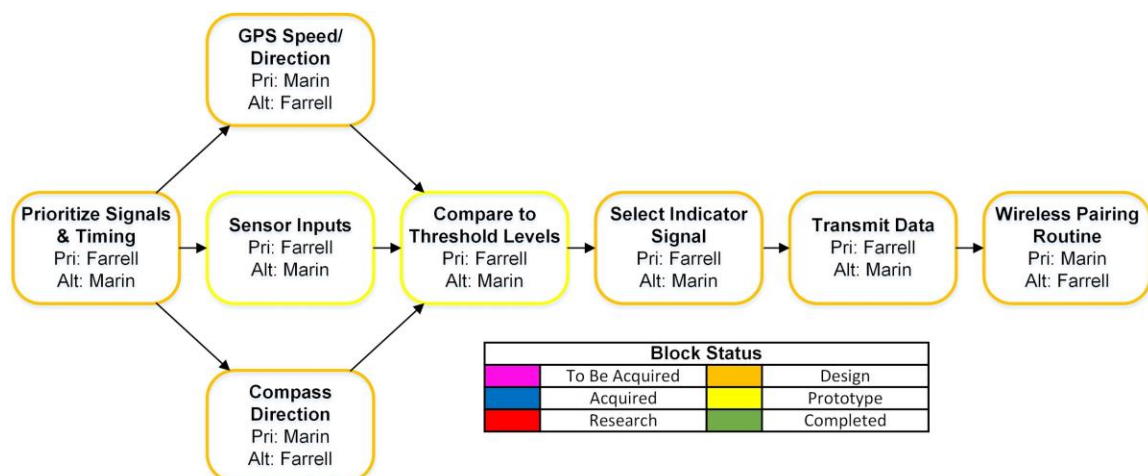 GPS Speed/
Direction
Pri: Marin
Alt: Farrell
Prioritize Signals
& Timing
Pri: Farrell
Alt: Marin
Sensor Inputs
Pri: Farrell
Alt: Marin
Compare to
Threshold Levels
Pri: Farrell
Alt: Marin
Select Indicator
Signal
Pri: Farrell
Alt: Marin
Transmit Data
Pri: Farrell
Alt: Marin
Wireless Pairing
Routine
Pri: Marin
Alt: Farrell
Compass
Direction
Pri: Marin
Alt: Farrell
Block Status
To Be Acquired Design
Acquired Prototype
Research Completed